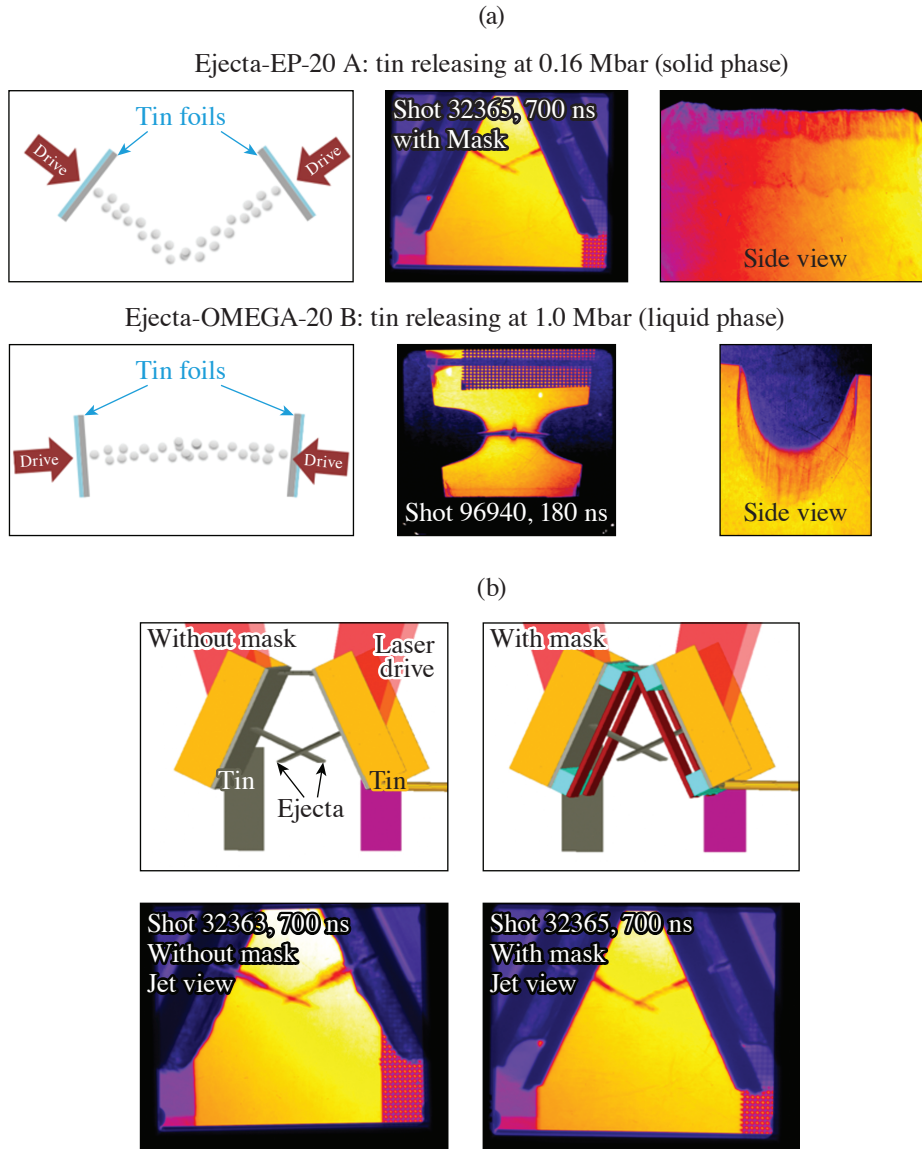 (a)
Ejecta-EP-20 A: tin releasing at 0.16 Mbar (solid phase)
Tin foils
Drive
Drive
Shot 32365, 700 ns
with Mask
Side view
Ejecta-OMEGA-20 B: tin releasing at 1.0 Mbar (liquid phase)
Tin foils
Drive
Drive
Shot 96940, 180 ns
Side view
(b)
Without mask
Laser
drive
Tin
Tin
Ejecta
With mask
Shot 32363, 700 ns
Without mask
Jet view
Shot 32365, 700 ns
With mask
Jet view